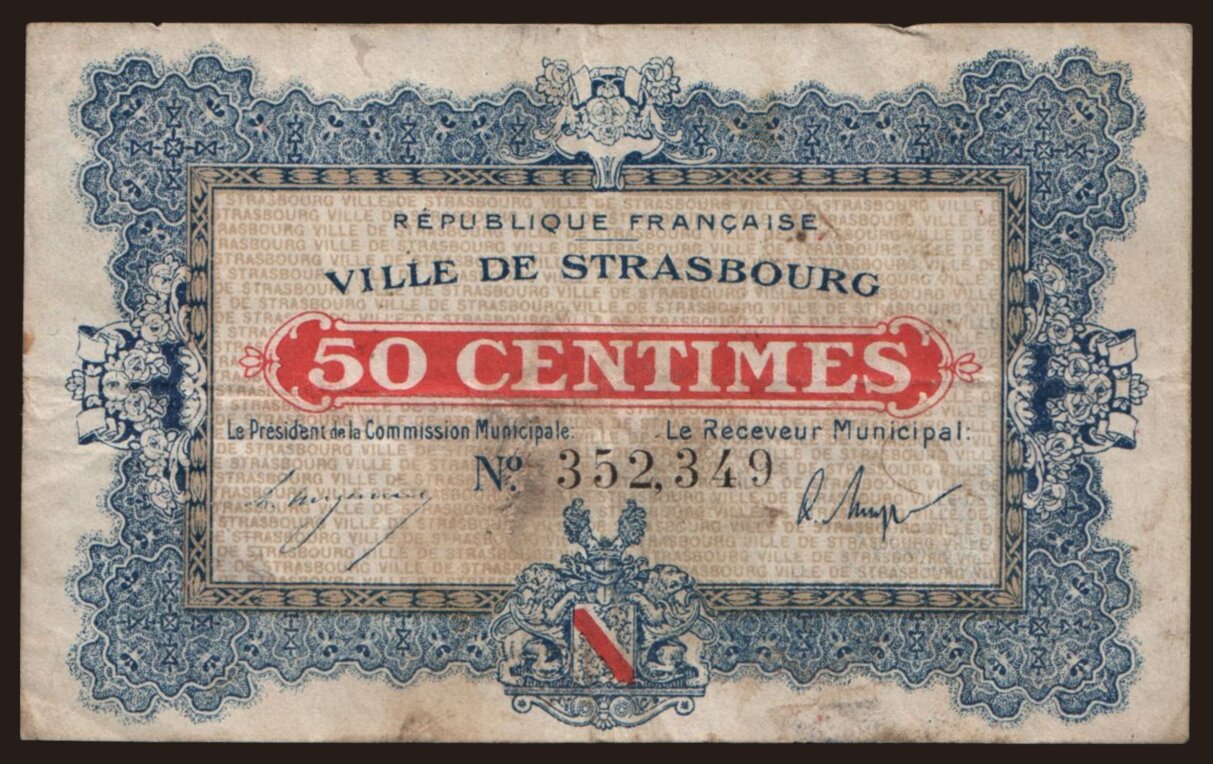 RÉPUBLIQUE FRANÇAISE
VILLE DE STRASBOURG
50 CENTIMES
Le Président de la Commission Municipale:
Le Receveur Municipal:
No. 352,349